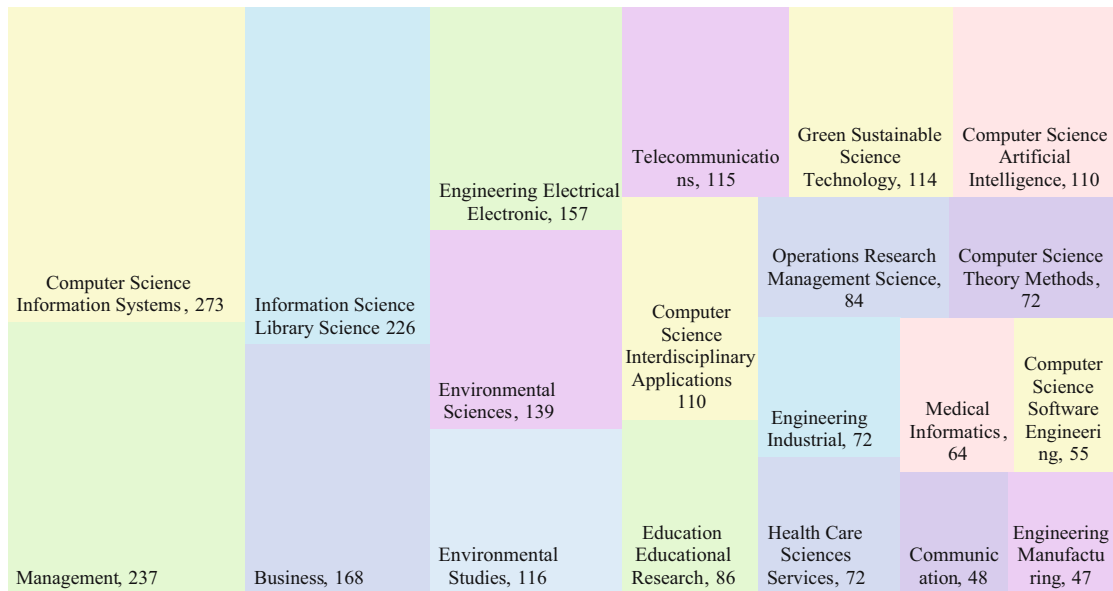 Computer Science
Information Systems, 273
Management, 237
Information Science
Library Science 226
Business, 168
Engineering Electrical
Electronic, 157
Environmental
Sciences, 139
Environmental
Studies, 116
Telecommunicatio
ns, 115
Green Sustainable
Science
Technology, 114
Computer Science
Artificial
Intelligence, 110
Computer
Science
Interdisciplinary
Applications
110
Education
Educational
Research, 86
Operations Research
Management Science,
84
Computer Science
Theory Methods,
72
Engineering
Industrial, 72
Medical
Informatics,
64
Computer
Science
Software
Engineeri
ng, 55
Health Care
Sciences
Services, 72
Communic
ation, 48
Engineering
Manufactu
ring, 47